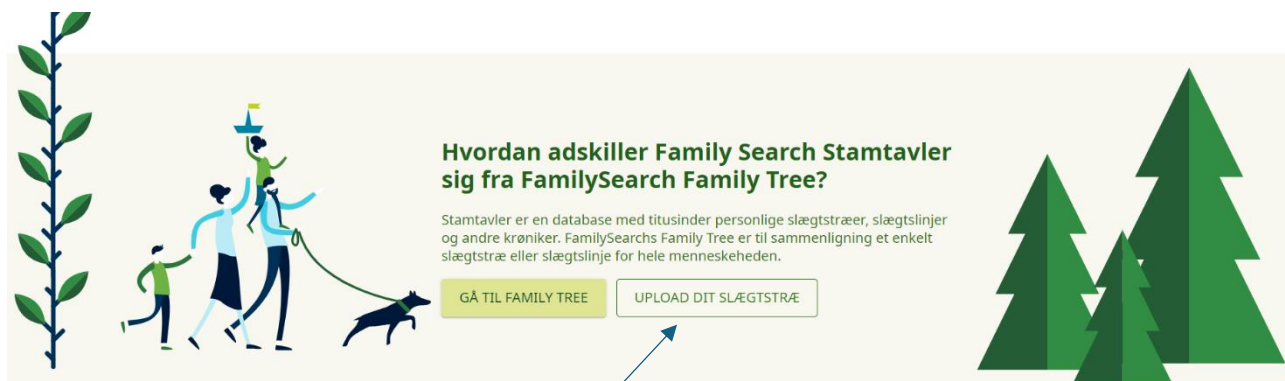 Hvordan adskiller Family Search Stamtavler
sig fra FamilySearch Family Tree?
Stamtavler er en database med titusinder personlige slægtstræer, slægtslinjer
og andre krøniker. FamilySearchs Family Tree er til sammenligning et enkelt
slægtstræ eller slægtslinje for hele menneskeheden.
GÅ TIL FAMILY TREE
UPLOAD DIT SLÆGTSTRÆ